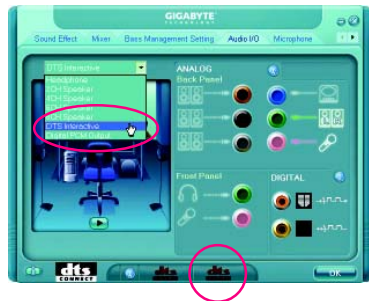 GIGABYTE
Sound Effect Mixer Bass Management Setting Audio I/O Microphone
DTS Interactive
Headphone
2CH Speaker
4CH Speaker
8CH Speaker
DTS Interactive
Digital PCM Output
ANALOG
Back Panel
Front Panel
DIGITAL
dts
CONNECT
dts
dts
OK